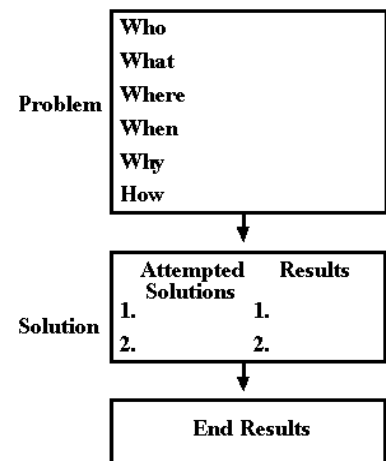 Problem
Who
What
Where
When
Why
How
Solution
Attempted Solutions
Results
1. 1.
2. 2.
End Results